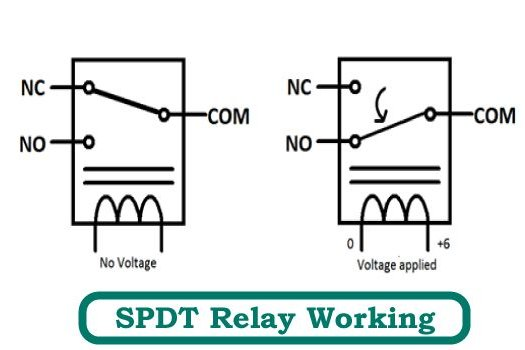 NC
COM
NO
No Voltage
NC
COM
NO
0
+6
Voltage applied
SPDT Relay Working